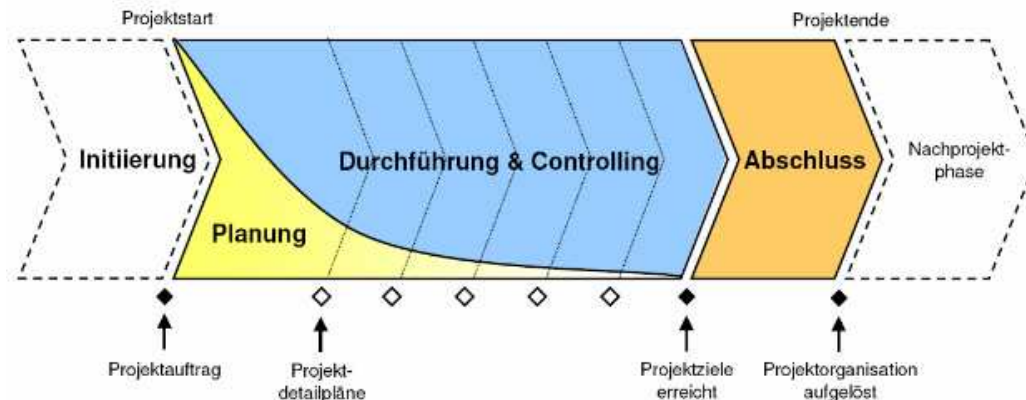 Projektstart
Projektende
Initiierung
Durchführung & Controlling
Abschluss
Nachprojekt-
phase
Planung
Projektauftrag
Projekt-
detailpläne
Projektziele
erreicht
Projektorganisation
aufgelöst